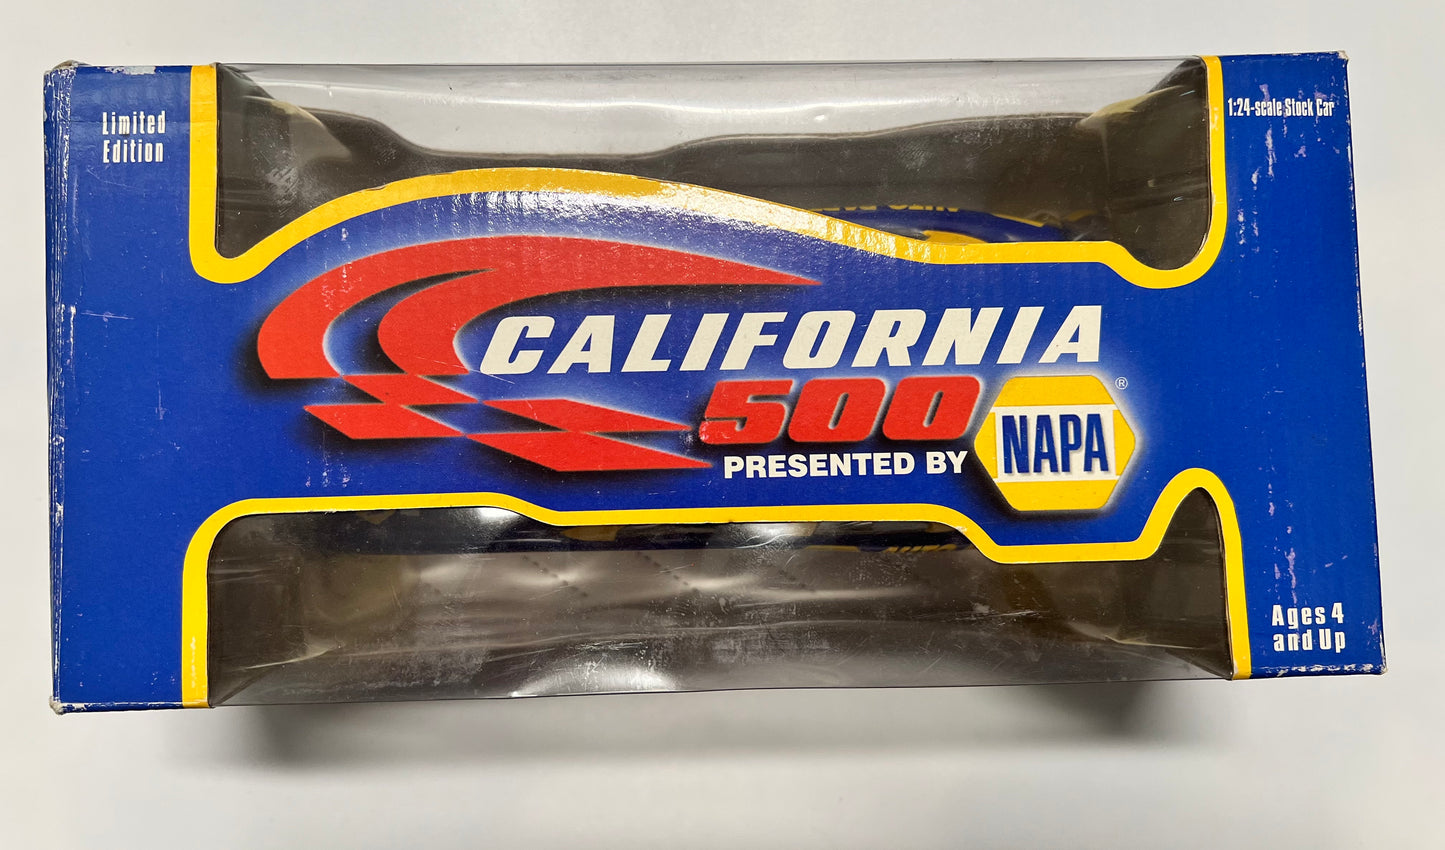 Limited
Edition
1:24-scale Stock Car
CALIFORNIA
500
PRESENTED BY
NAPA
®
Ages 4
and Up